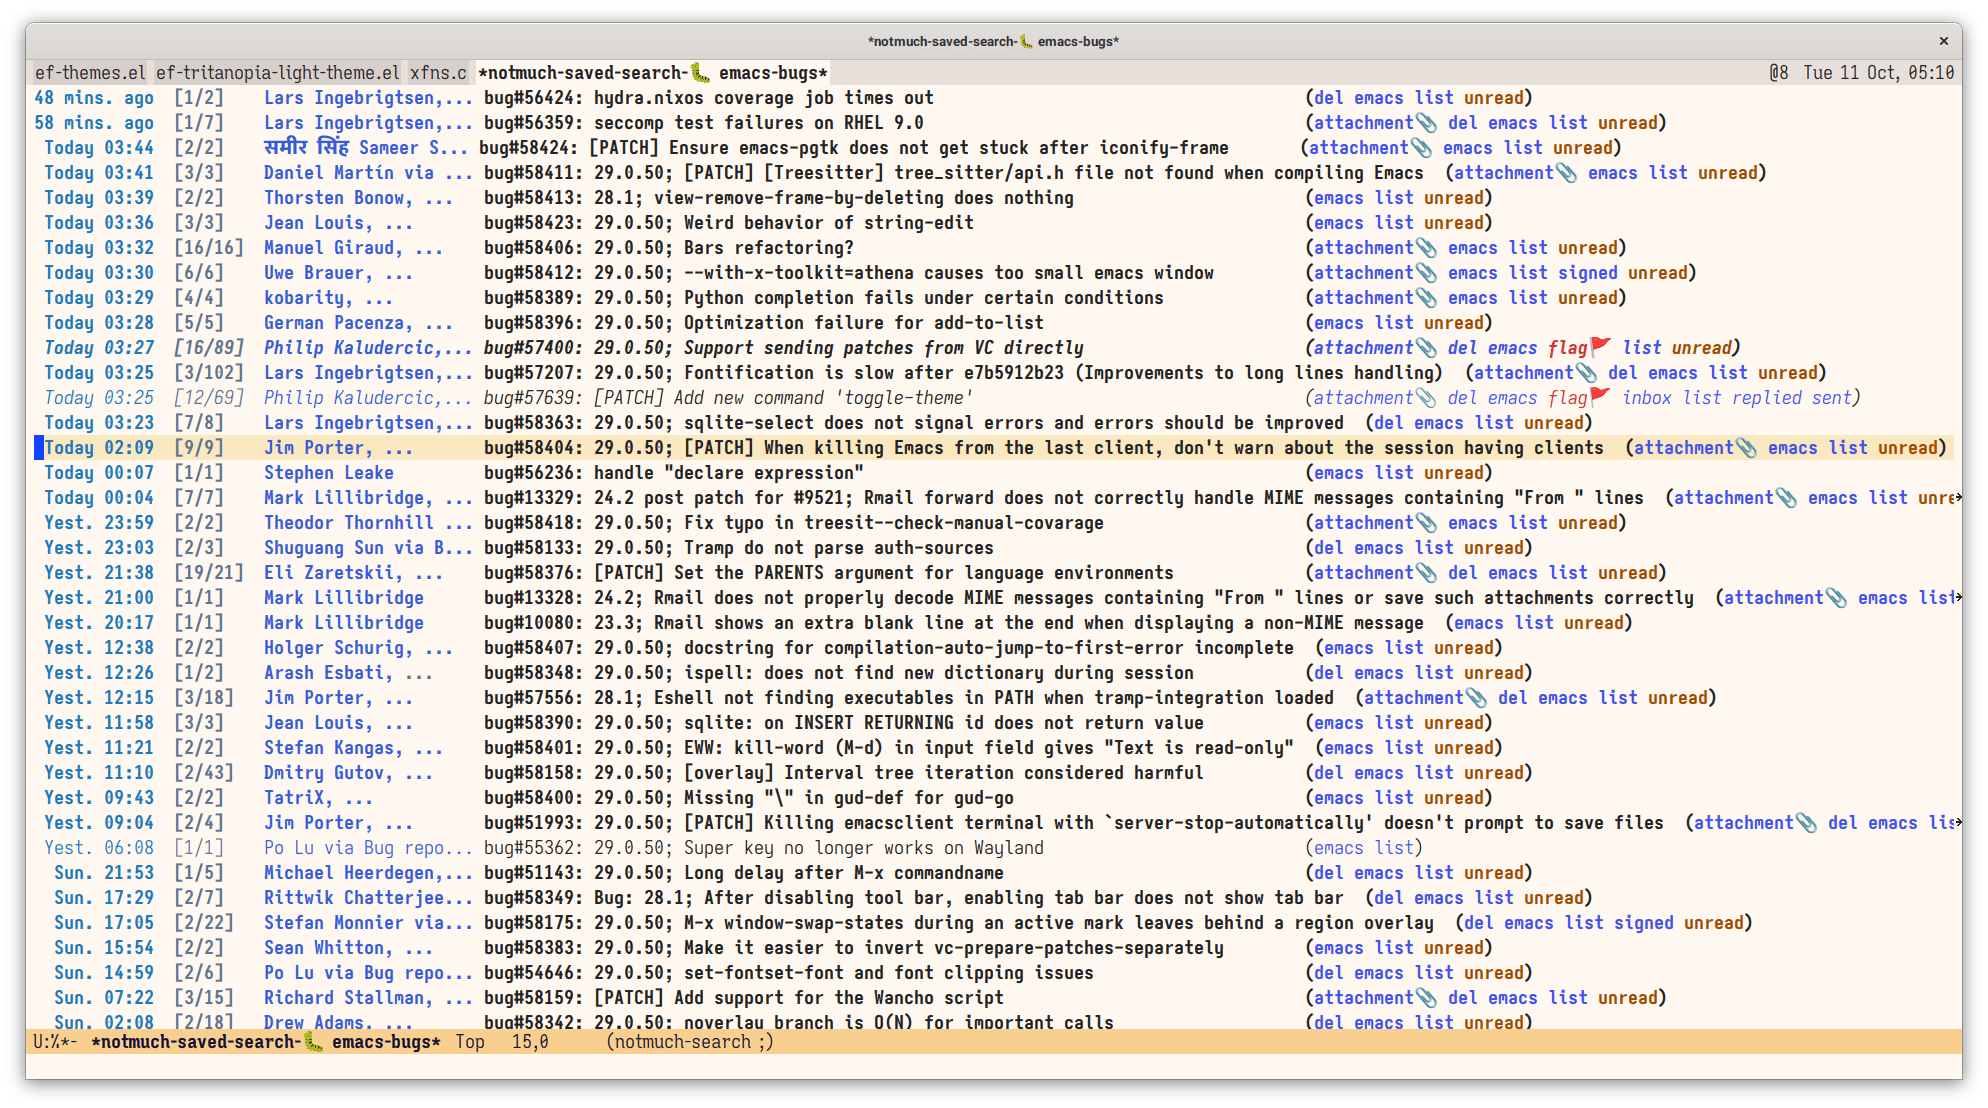 *notmuch-saved-search-🐛 emacs-bugs* ×
ef-themes.el ef-tritanopia-light-theme.el xfns.c *notmuch-saved-search-🐛 emacs-bugs* @8 Tue 11 Oct, 05:10
48 mins. ago [1/2] Lars Ingebrigtsen,... bug#56424: hydra.nixos coverage job times out (del emacs list unread)
58 mins. ago [1/7] Lars Ingebrigtsen,... bug#56359: seccomp test failures on RHEL 9.0 (attachment📎 del emacs list unread)
Today 03:44 [2/2] समीर सिंह Sameer S... bug#58424: [PATCH] Ensure emacs-pgtk does not get stuck after iconify-frame (attachment📎 emacs list unread)
Today 03:41 [3/3] Daniel Martín via ... bug#58411: 29.0.50; [PATCH] [Treesitter] tree_sitter/api.h file not found when compiling Emacs (attachment📎 emacs list unread)
Today 03:39 [2/2] Thorsten Bonow, ... bug#58413: 28.1; view-remove-frame-by-deleting does nothing (emacs list unread)
Today 03:36 [3/3] Jean Louis, ... bug#58423: 29.0.50; Weird behavior of string-edit (emacs list unread)
Today 03:32 [16/16] Manuel Giraud, ... bug#58406: 29.0.50; Bars refactoring? (attachment📎 emacs list unread)
Today 03:30 [6/6] Uwe Brauer, ... bug#58412: 29.0.50; --with-x-toolkit=athena causes too small emacs window (attachment📎 emacs list signed unread)
Today 03:29 [4/4] kobarity, ... bug#58389: 29.0.50; Python completion fails under certain conditions (attachment📎 emacs list unread)
Today 03:28 [5/5] German Pacenza, ... bug#58396: 29.0.50; Optimization failure for add-to-list (emacs list unread)
Today 03:27 [16/89] Philip Kaludercic,... bug#57400: 29.0.50; Support sending patches from VC directly (attachment📎 del emacs flag🚩 list unread)
Today 03:25 [3/102] Lars Ingebrigtsen,... bug#57207: 29.0.50; Fontification is slow after e7b5912b23 (Improvements to long lines handling) (attachment📎 del emacs list unread)
Today 03:25 [12/69] Philip Kaludercic,... bug#57639: [PATCH] Add new command 'toggle-theme' (attachment📎 del emacs flag🚩 inbox list replied sent)
Today 03:23 [7/8] Lars Ingebrigtsen,... bug#58363: 29.0.50; sqlite-select does not signal errors and errors should be improved (del emacs list unread)
Today 02:09 [9/9] Jim Porter, ... bug#58404: 29.0.50; [PATCH] When killing Emacs from the last client, don't warn about the session having clients (attachment📎 emacs list unread)
Today 00:07 [1/1] Stephen Leake bug#56236: handle "declare expression" (emacs list unread)
Today 00:04 [7/7] Mark Lillibridge, ... bug#13329: 24.2 post patch for #9521; Rmail forward does not correctly handle MIME messages containing "From " lines (attachment📎 emacs list unre
Yest. 23:59 [2/2] Theodor Thornhill ... bug#58418: 29.0.50; Fix typo in treesit--check-manual-covarage (attachment📎 emacs list unread)
Yest. 23:03 [2/3] Shuguang Sun via B... bug#58133: 29.0.50; Tramp do not parse auth-sources (del emacs list unread)
Yest. 21:38 [19/21] Eli Zaretskii, ... bug#58376: [PATCH] Set the PARENTS argument for language environments (attachment📎 del emacs list unread)
Yest. 21:00 [1/1] Mark Lillibridge bug#13328: 24.2; Rmail does not properly decode MIME messages containing "From " lines or save such attachments correctly (attachment📎 emacs list
Yest. 20:17 [1/1] Mark Lillibridge bug#10080: 23.3; Rmail shows an extra blank line at the end when displaying a non-MIME message (emacs list unread)
Yest. 12:38 [2/2] Holger Schurig, ... bug#58407: 29.0.50; docstring for compilation-auto-jump-to-first-error incomplete (emacs list unread)
Yest. 12:26 [1/2] Arash Esbati, ... bug#58348: 29.0.50; ispell: does not find new dictionary during session (del emacs list unread)
Yest. 12:15 [3/18] Jim Porter, ... bug#57556: 28.1; Eshell not finding executables in PATH when tramp-integration loaded (attachment📎 del emacs list unread)
Yest. 11:58 [3/3] Jean Louis, ... bug#58390: 29.0.50; sqlite: on INSERT RETURNING id does not return value (emacs list unread)
Yest. 11:21 [2/2] Stefan Kangas, ... bug#58401: 29.0.50; EWW: kill-word (M-d) in input field gives "Text is read-only" (emacs list unread)
Yest. 11:10 [2/43] Dmitry Gutov, ... bug#58158: 29.0.50; [overlay] Interval tree iteration considered harmful (del emacs list unread)
Yest. 09:43 [2/2] TatriX, ... bug#58400: 29.0.50; Missing "\" in gud-def for gud-go (emacs list unread)
Yest. 09:04 [2/4] Jim Porter, ... bug#51993: 29.0.50; [PATCH] Killing emacsclient terminal with `server-stop-automatically' doesn't prompt to save files (attachment📎 del emacs lis
Yest. 06:08 [1/1] Po Lu via Bug repo... bug#55362: 29.0.50; Super key no longer works on Wayland (emacs list)
Sun. 21:53 [1/5] Michael Heerdegen,... bug#51143: 29.0.50; Long delay after M-x commandname (del emacs list unread)
Sun. 17:29 [2/7] Rittwik Chatterjee... bug#58349: Bug: 28.1; After disabling tool bar, enabling tab bar does not show tab bar (del emacs list unread)
Sun. 17:05 [2/22] Stefan Monnier via... bug#58175: 29.0.50; M-x window-swap-states during an active mark leaves behind a region overlay (del emacs list signed unread)
Sun. 15:54 [2/2] Sean Whitton, ... bug#58383: 29.0.50; Make it easier to invert vc-prepare-patches-separately (emacs list unread)
Sun. 14:59 [2/6] Po Lu via Bug repo... bug#54646: 29.0.50; set-fontset-font and font clipping issues (del emacs list unread)
Sun. 07:22 [3/15] Richard Stallman, ... bug#58159: [PATCH] Add support for the Wancho script (attachment📎 del emacs list unread)
Sun. 02:08 [2/18] Drew Adams, ... bug#58342: 29.0.50; noverlay branch is O(N) for important calls (del emacs list unread)
U:%*- *notmuch-saved-search-🐛 emacs-bugs* Top 15,0 (notmuch-search ;)